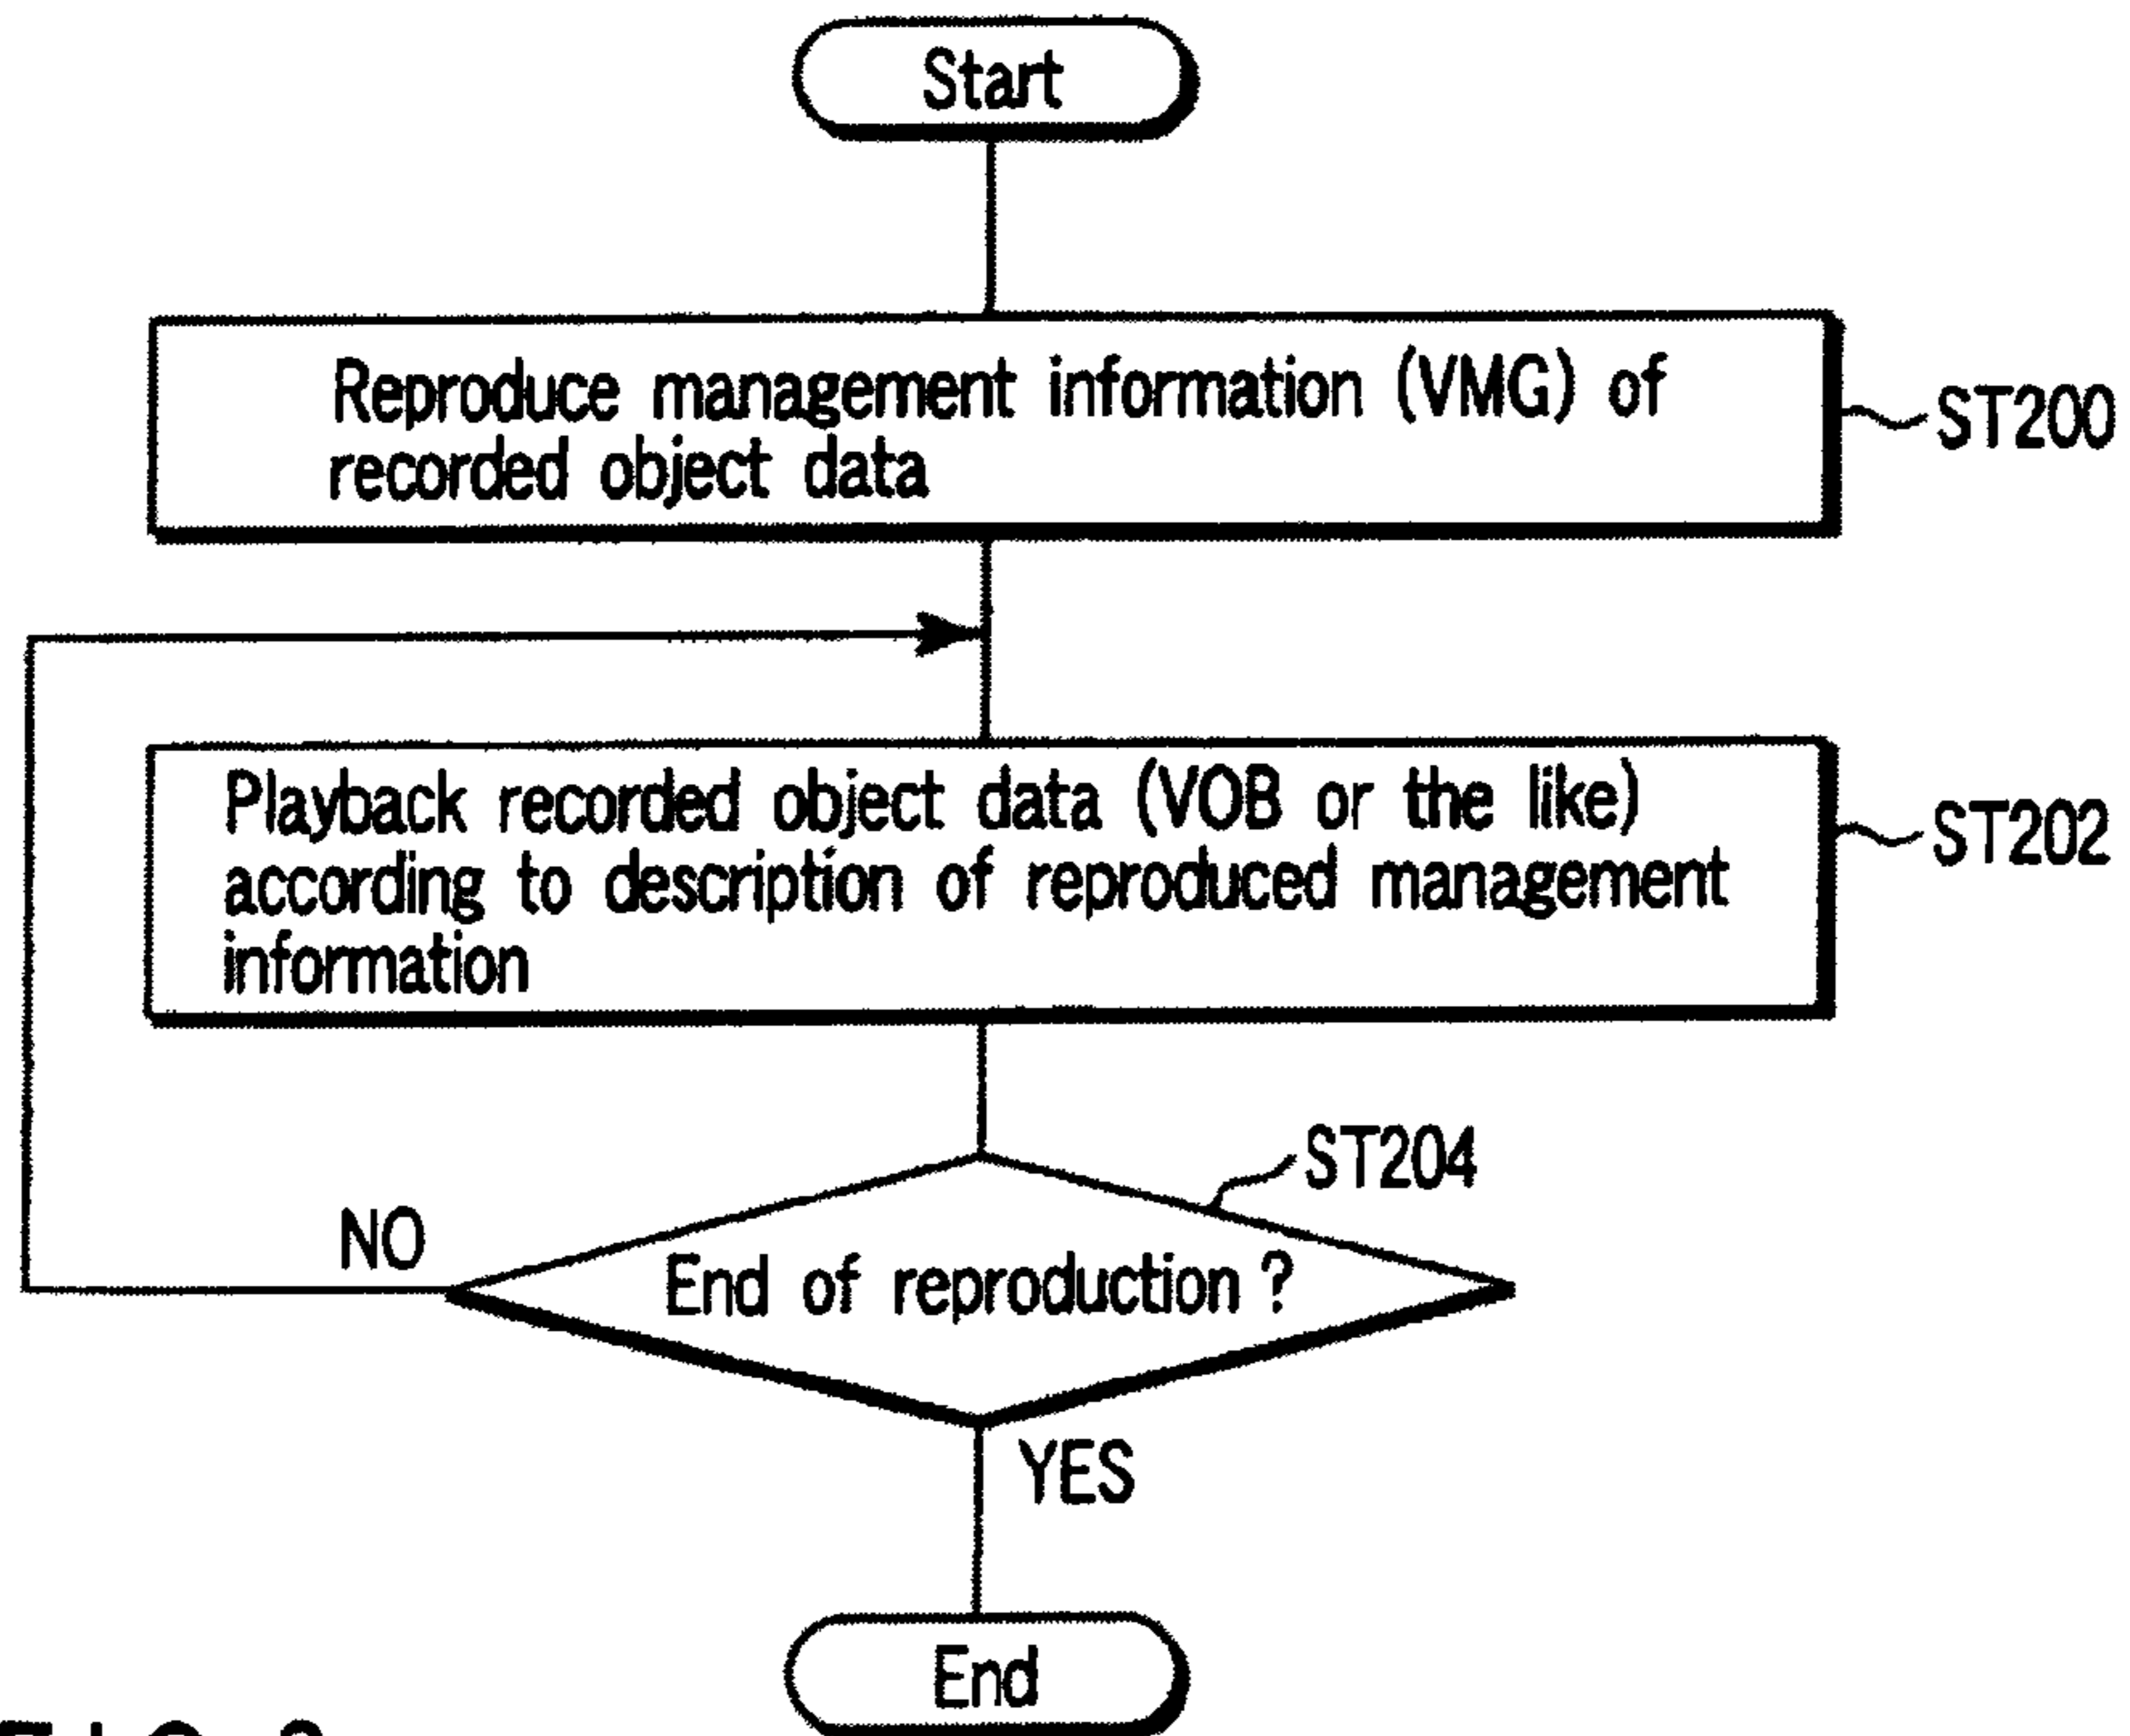 Start
Reproduce management information (VMG) of
recorded object data
ST200
Playback recorded object data (VOB or the like)
according to description of reproduced management
information
ST202
ST204
NO
End of reproduction ?
YES
End